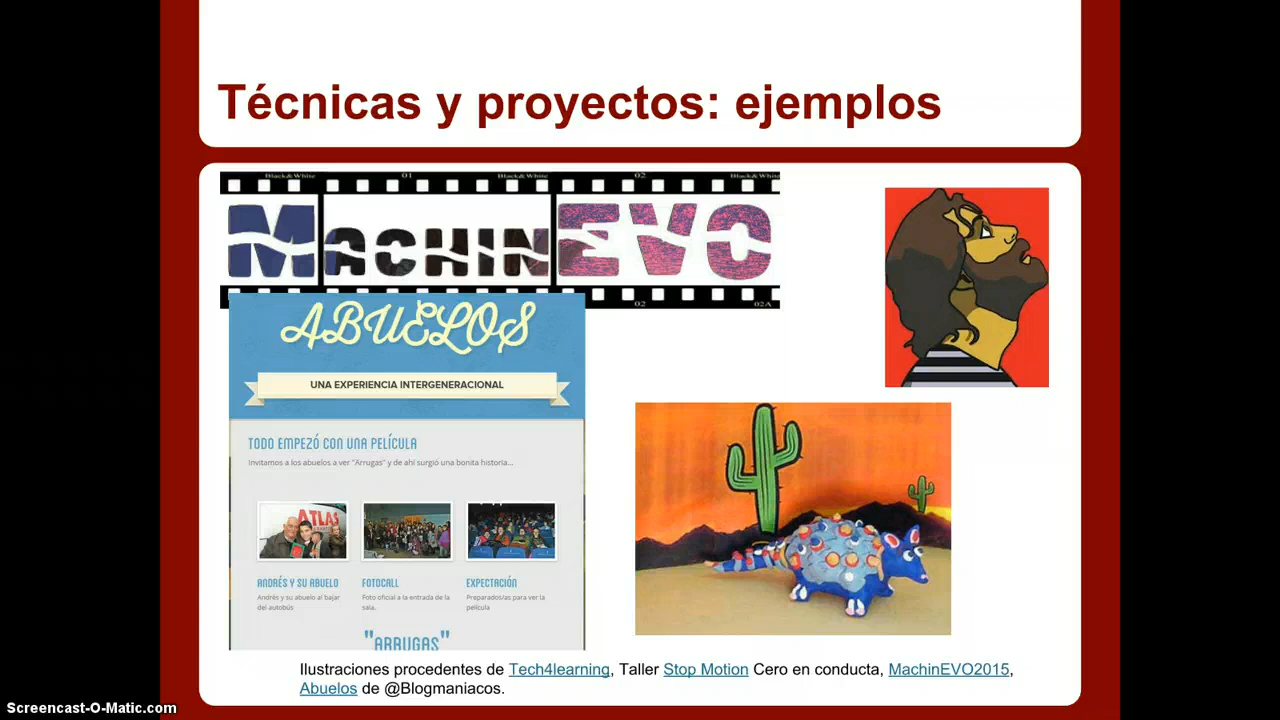 Técnicas y proyectos: ejemplos
Black&White 01 Black&White 02 Black&White
MACHINEVO
02 02A
ABUELOS
UNA EXPERIENCIA INTERGENERACIONAL
TODO EMPEZÓ CON UNA PELÍCULA
Invitamos a los abuelos a ver "Arrugas" y de ahí surgió una bonita historia...
ATLAS
ANDRÉS Y SU ABUELO
Andrés y su abuelo al bajar
del autobús
FOTOCALL
Foto oficial a la entrada de la
sala.
EXPECTACIÓN
Preparados/as para ver la
película
"ARRUGAS"
Ilustraciones procedentes de Tech4learning, Taller Stop Motion Cero en conducta, MachinEVO2015,
Abuelos de @Blogmaniacos.
Screencast-O-Matic.com